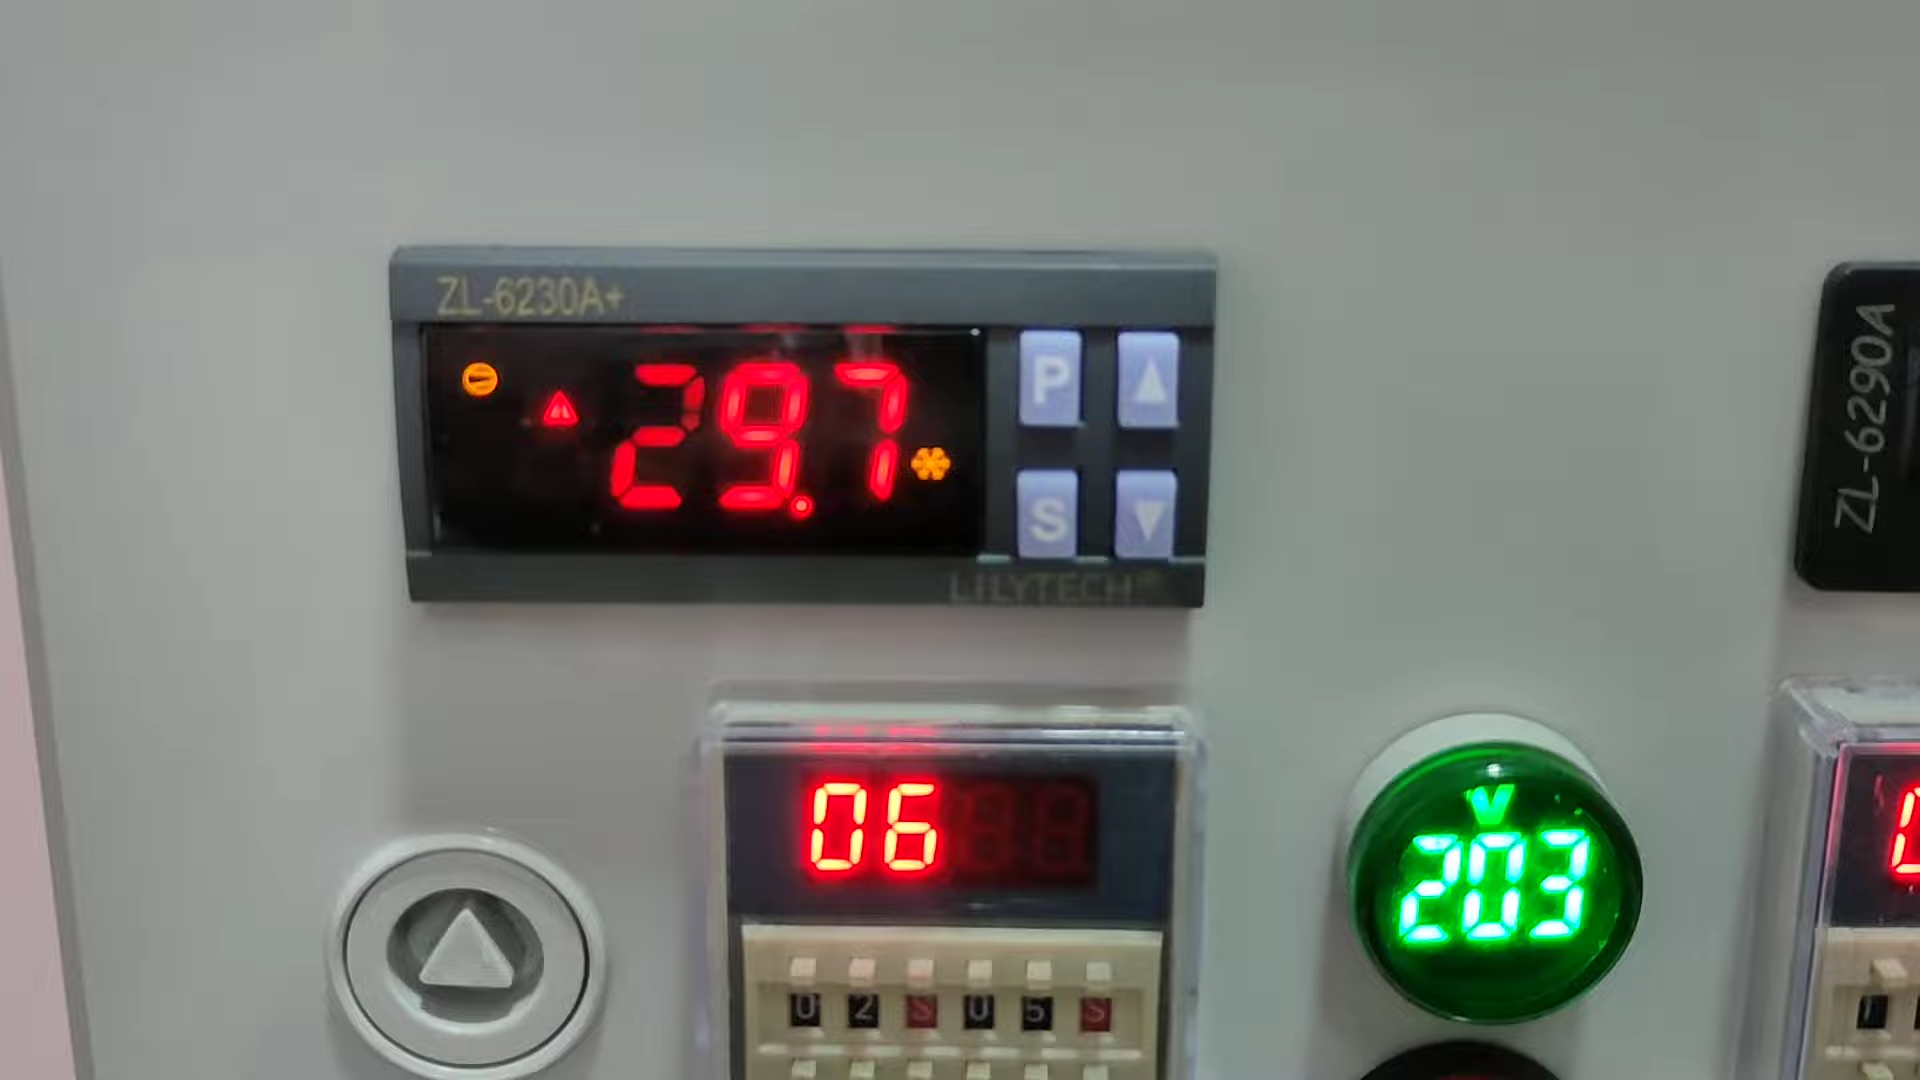 ZL-6230A+
29.7
P
S
LILYTECH®
ZL-6290A
06
V
203
0 2 S 0 5 S